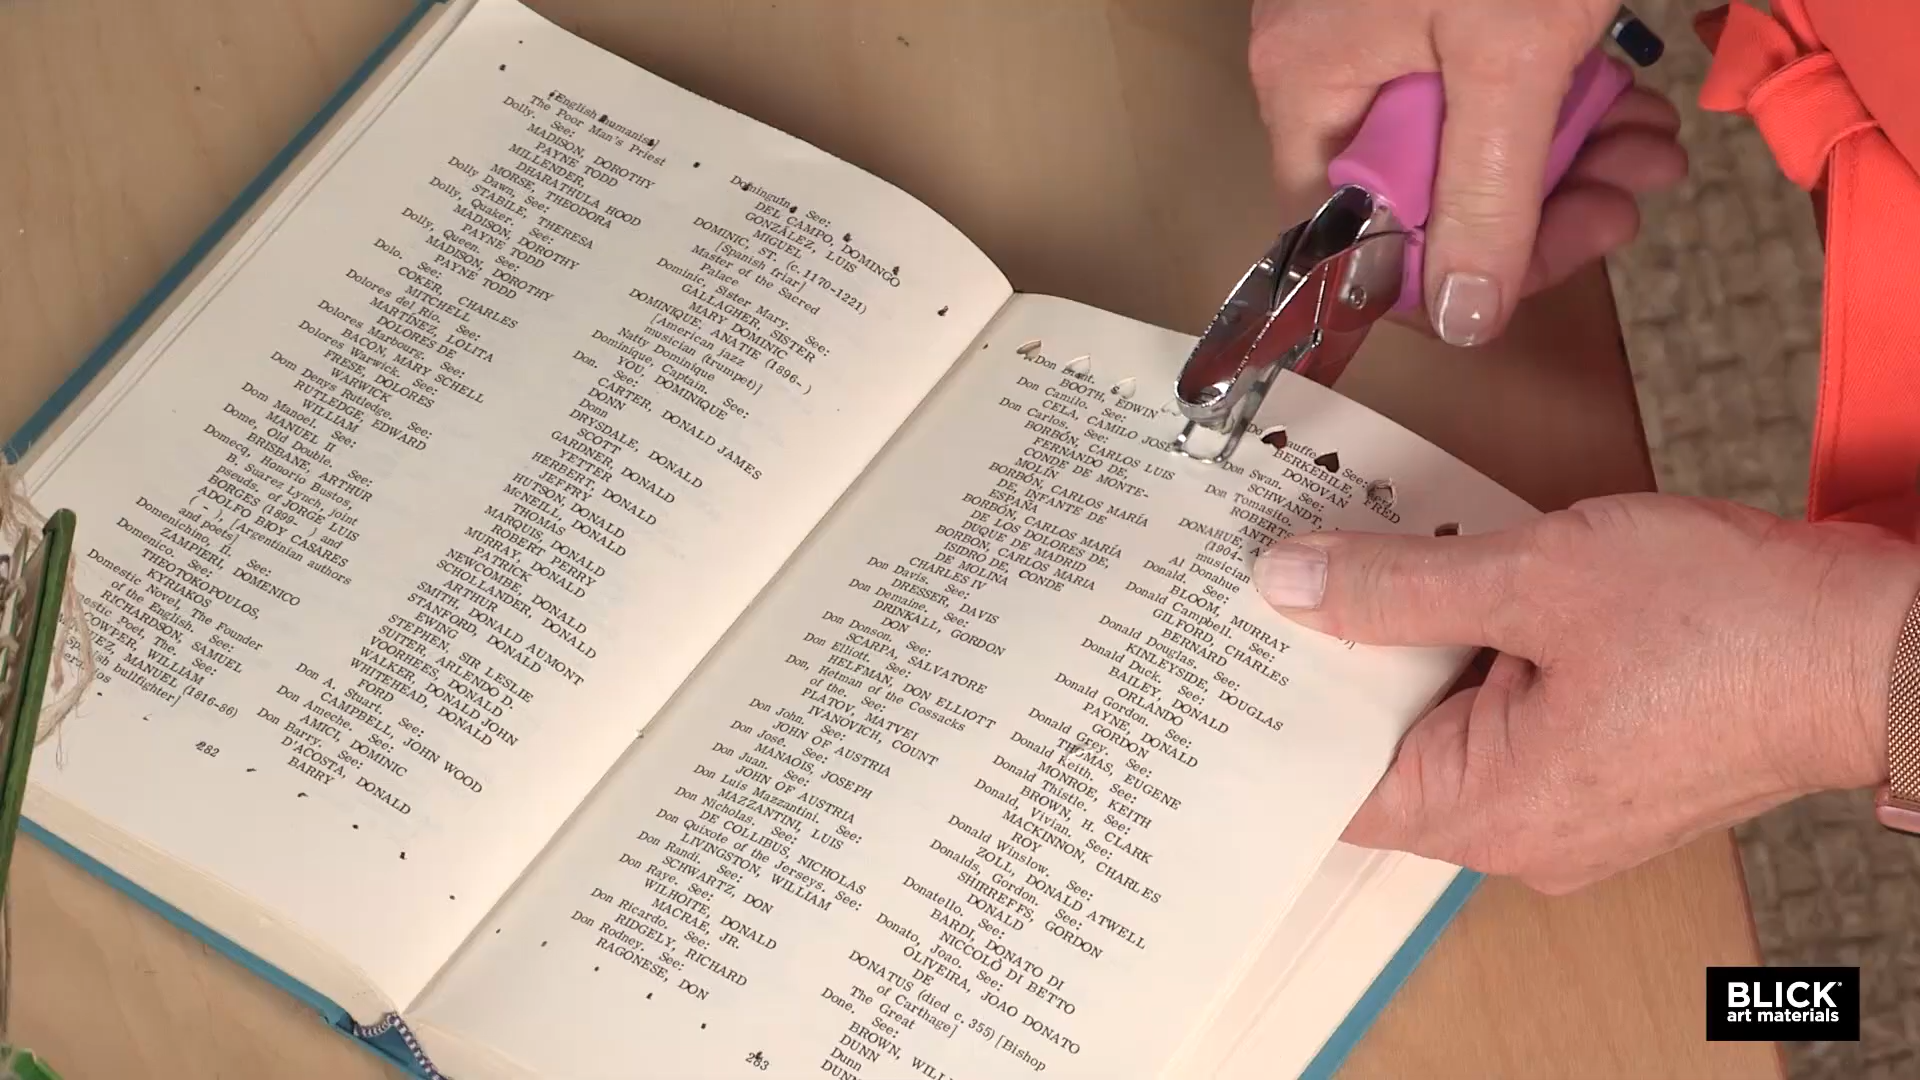 [English humanist]
The Poor Man's Priest
Dolly. See:
MADISON, DOROTHY
PAYNE TODD
MILLENDER,
DHARATHULA HOOD
Dolly Dawn. See:
MORSE, THEODORA
STABILE, THERESA
Dolly, Quaker. See:
MADISON, DOROTHY
PAYNE TODD
Dolly, Queen. See:
MADISON, DOROTHY
PAYNE TODD
Dolo. See:
COKER, CHARLES
MITCHELL
Dolores del Rio. See:
MARTÍNEZ, LOLITA
DOLORES DE
Dolores Marbourg. See:
BACON, MARY SCHELL
Dolores Warwick. See:
FRESE, DOLORES
WARWICK
Dom Denys Rutledge. See:
RUTLEDGE, EDWARD
WILLIAM
Dom Manoel. See:
MANUEL II
Dome, Old Double. See:
BRISBANE, ARTHUR
Domecq, Honorio Bustos,
B. Suarez Lynch, joint
pseuds. of JORGE LUIS
BORGES (1899- ) and
ADOLFO BIOY CASARES
( - ), [Argentinian authors
and poets]
Domenichino, Il. See:
ZAMPIERI, DOMENICO
Domenico. See:
THEOTOKOPOULOS,
KYRIAKOS
Domestic Novel, The Founder
of the English. See:
RICHARDSON, SAMUEL
Poet, The. See:
COWPER, WILLIAM
MANUEL (1816-86)
bullfighter]
282
Dominguín. See:
DEL CAMPO, DOMINGO
GONZÁLEZ, LUIS
MIGUEL
DOMINIC, ST. (c. 1170-1221)
[Spanish friar]
Master of the Sacred
Palace
Dominic, Sister Mary. See:
GALLAGHER, SISTER
MARY DOMINIC
DOMINIQUE, ANATIE (1896- )
[American jazz
musician (trumpet)]
Natty Dominique
Dominique, Captain. See:
YOU, DOMINIQUE
Don. See:
CARTER, DONALD JAMES
DONN
Donn
DRYSDALE, DONALD
SCOTT
GARDNER, DONALD
YETTER
HERBERT, DONALD
JEFFRY
HUTSON, DONALD
McNEILL, DONALD
THOMAS
MARQUIS, DONALD
ROBERT PERRY
MURRAY, DONALD
PATRICK
NEWCOMBE, DONALD
SCHOLLANDER, DONALD
ARTHUR
SMITH, DONALD AUMONT
STANFORD, DONALD
EWING
STEPHEN, SIR LESLIE
SUITER, ARLENDO D.
VOORHEES, DONALD
WALKER, DONALD JOHN
FORD
WHITEHEAD, DONALD
Don A. Stuart. See:
CAMPBELL, JOHN WOOD
Don Ameche. See:
AMICI, DOMINIC
Don Barry. See:
D'ACOSTA, DONALD
BARRY
Don
BOOTH, EDWIN
Don Camilo. See:
CELA, CAMILO JOSÉ
Don Carlos. See:
BORBÓN, CARLOS LUIS
FERNANDO DE,
CONDE DE MONTE-
MOLÍN
BORBÓN, CARLOS MARÍA
DE, INFANTE DE
ESPAÑA
BORBÓN, CARLOS MARÍA
DE LOS DOLORES DE,
DUQUE DE MADRID
BORBÓN, CARLOS MARIA
ISIDRO DE, CONDE
DE MOLINA
CHARLES IV
Don Davis. See:
DRESSER, DAVIS
Don Demaine. See:
DRINKALL, GORDON
DON
Don Donson. See:
SCARPA, SALVATORE
Don Elliott. See:
HELFMAN, DON ELLIOTT
Don, Hetman of the Cossacks
of the. See:
PLATOV, MATVEI
IVANOVICH, COUNT
Don John. See:
JOHN OF AUSTRIA
Don José. See:
MANAOIS, JOSEPH
Don Juan. See:
JOHN OF AUSTRIA
Don Luis Mazzantini. See:
MAZZANTINI, LUIS
Don Nicholas. See:
DE COLLIBUS, NICHOLAS
Don Quixote of the Jerseys. See:
LIVINGSTON, WILLIAM
Don Randi. See:
SCHWARTZ, DON
Don Raye. See:
WILHOITE, DONALD
MACRAE, JR.
Don Ricardo. See:
RIDGELY, RICHARD
Don Rodney. See:
RAGONESE, DON
283
See:
BERKEBILE, FRED
DONOVAN
Don Swan. See:
SCHWANDT,
Don Tomasito.
ROBERTS
DONAHUE, A
(1904-
musician
Al Donahue
Donald. See:
BLOOM, MURRAY
Donald Campbell. See:
GILFORD, CHARLES
BERNARD
Donald Douglas. See:
KINLEYSIDE, DOUGLAS
Donald Duck. See:
BAILEY, DONALD
ORLANDO
Donald Gordon. See:
PAYNE, DONALD
GORDON
Donald Grey. See:
THOMAS, EUGENE
Donald Keith. See:
MONROE, KEITH
Donald Thistle. See:
BROWN, H. CLARK
Donald, Vivian. See:
MACKINNON, CHARLES
ROY
Donald Winslow. See:
ZOLL, DONALD ATWELL
Donalds, Gordon. See:
SHIRREFFS, GORDON
DONALD
Donatello. See:
BARDI, DONATO DI
NICCOLÒ DI BETTO
Donato, Joao. See:
OLIVEIRA, JOAO DONATO
DE
DONATUS (died c. 355) [Bishop
of Carthage]
The Great
Done. See:
BROWN,
DUNN
Dunn
BLICK
art materials